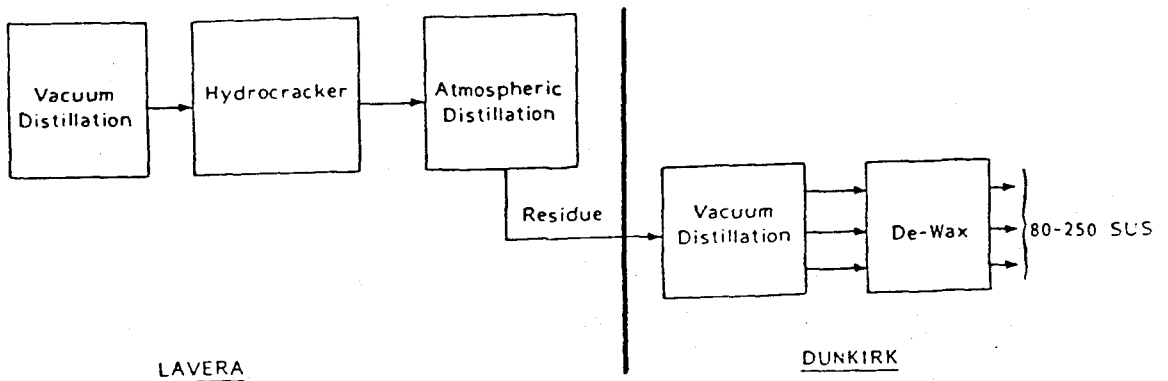 Vacuum
Distillation
Hydrocracker
Atmospheric
Distillation
Residue
Vacuum
Distillation
De-Wax
80-250 SUS
LAVERA
DUNKIRK